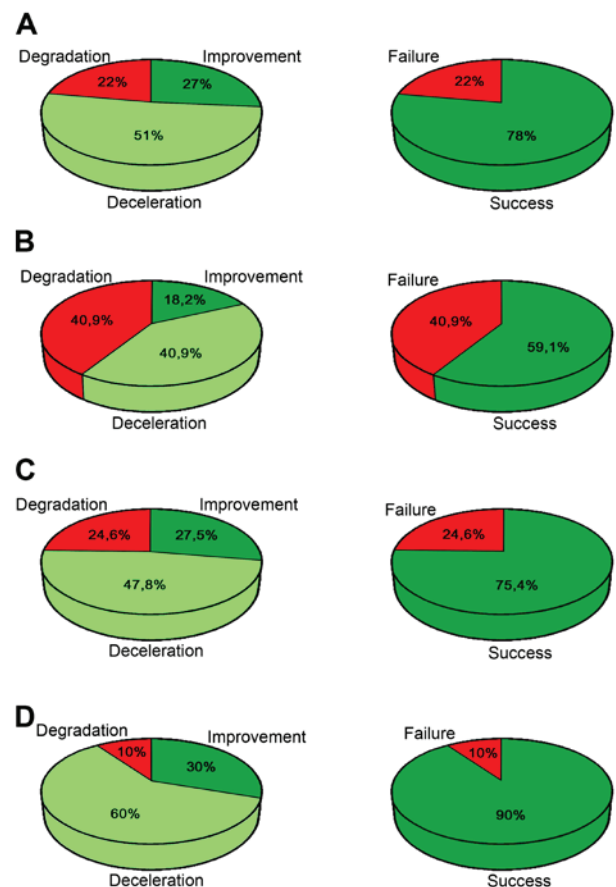 A
Degradation Improvement Failure
22% 27% 22%
51% 78%
Deceleration Success
B
Degradation Improvement Failure
18,2%
40,9% 40,9%
40,9% 59,1%
Deceleration Success
C
Degradation Improvement Failure
24,6% 27,5% 24,6%
47,8% 75,4%
Deceleration Success
D
Degradation Improvement Failure
10% 30% 10%
60% 90%
Deceleration Success